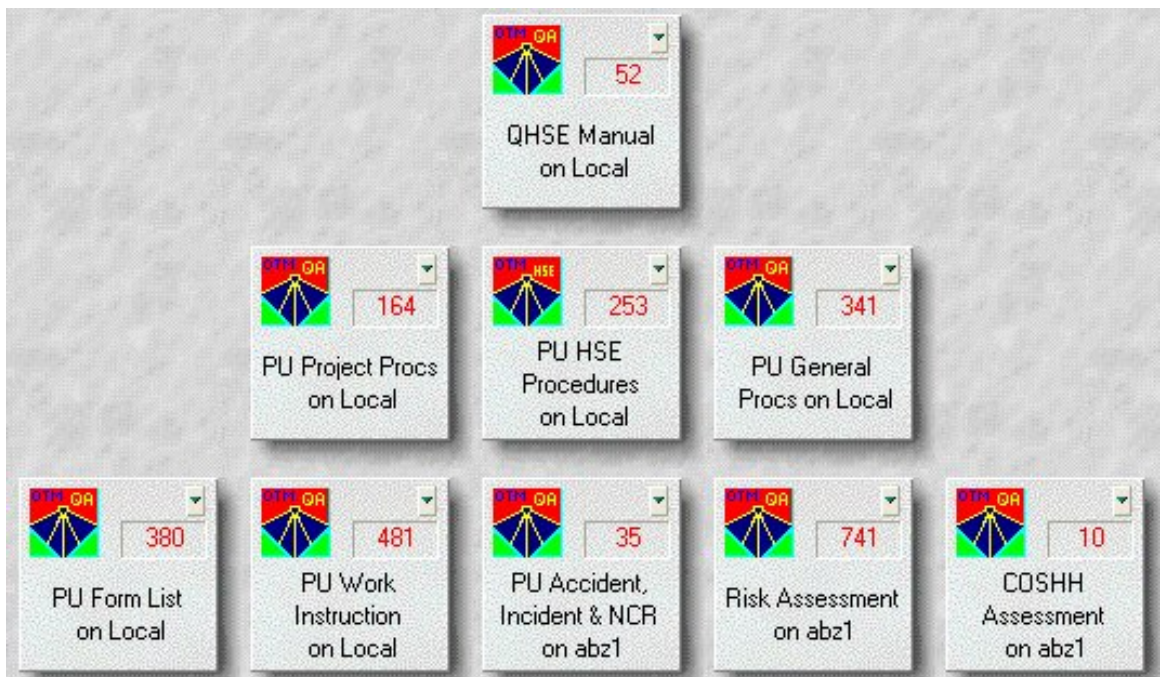 OTM QA
52
QHSE Manual
on Local
OTM QA
164
PU Project Procs
on Local
OTM HSE
253
PU HSE
Procedures
on Local
OTM QA
341
PU General
Procs on Local
OTM QA
380
PU Form List
on Local
OTM QA
481
PU Work
Instruction
on Local
OTM QA
35
PU Accident,
Incident & NCR
on abz1
OTM QA
741
Risk Assessment
on abz1
OTM QA
10
COSHH
Assessment
on abz1